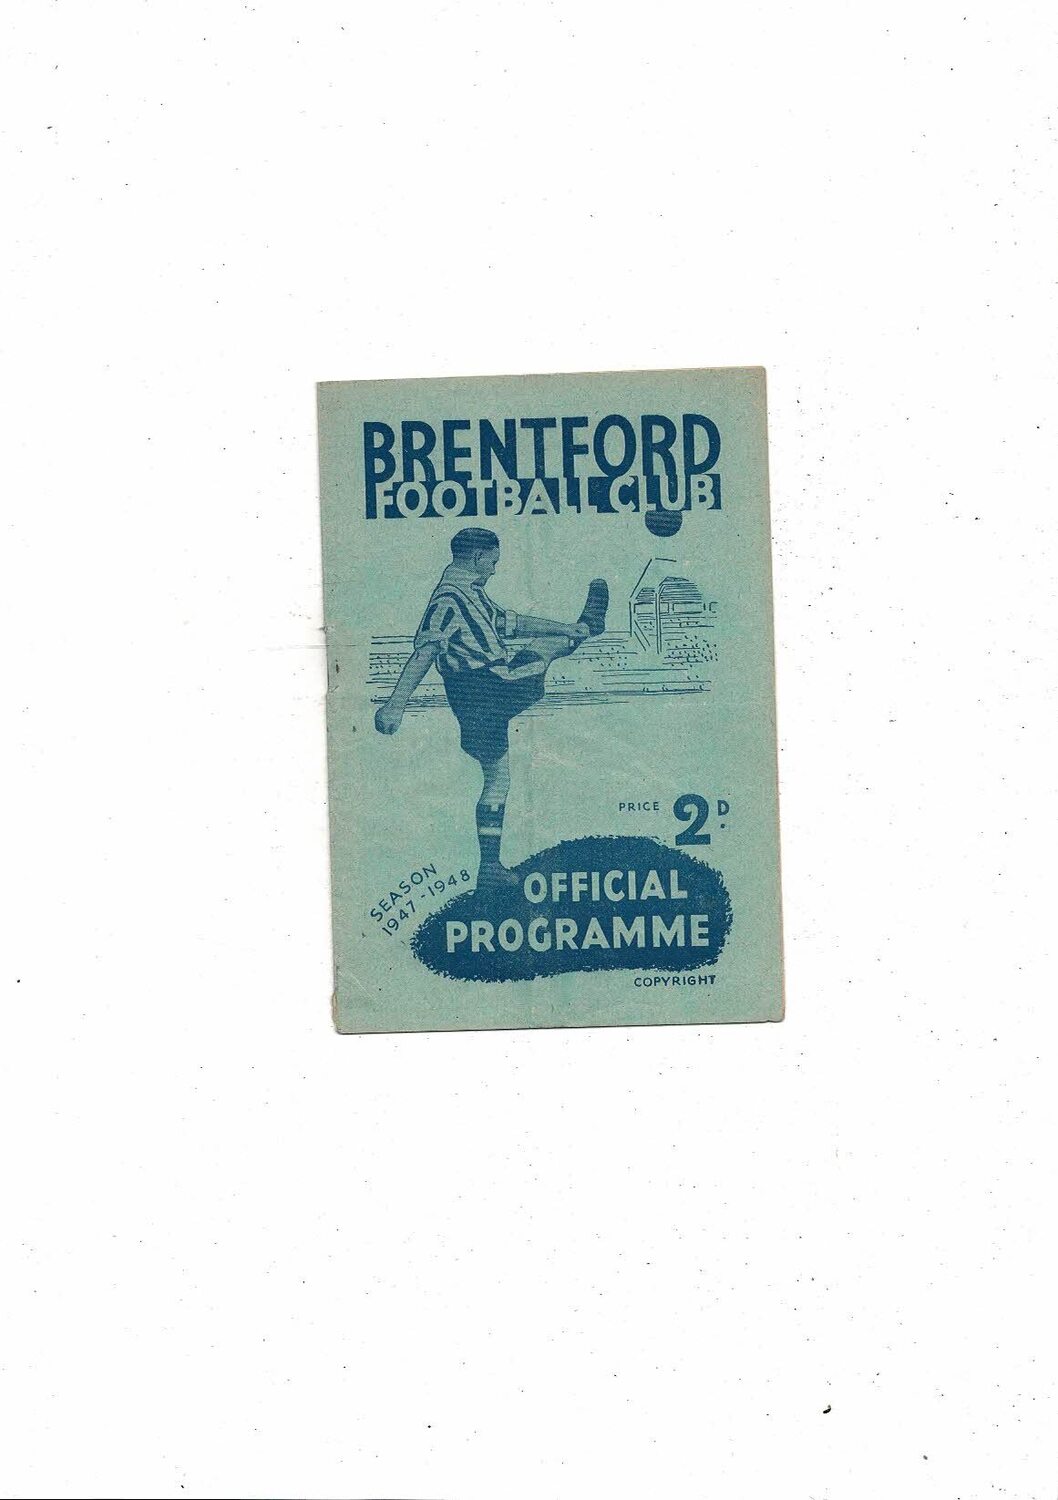 BRENTFORD
FOOTBALL CLUB
PRICE 2D.
SEASON
1947-1948
OFFICIAL
PROGRAMME
COPYRIGHT